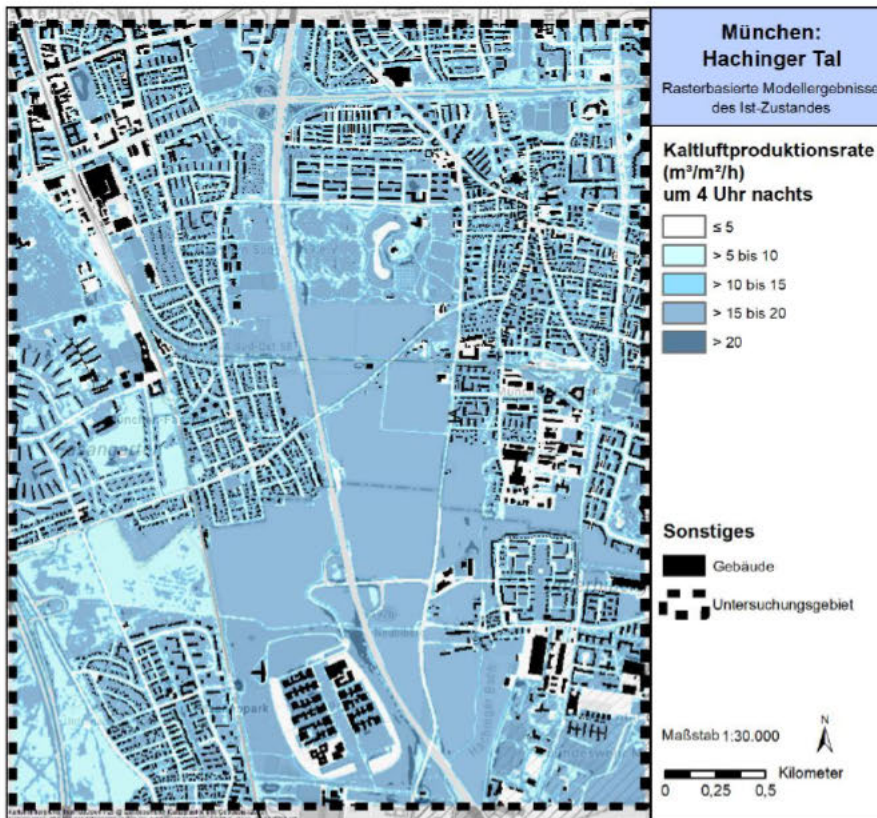 München:
Hachinger Tal
Rasterbasierte Modellergebnisse
des Ist-Zustandes
Kaltluftproduktionsrate
(m³/m²/h)
um 4 Uhr nachts
≤ 5
> 5 bis 10
> 10 bis 15
> 15 bis 20
> 20
Sonstiges
Gebäude
Untersuchungsgebiet
Maßstab 1:30.000
N
Kilometer
0 0,25 0,5
Hachinger Bach